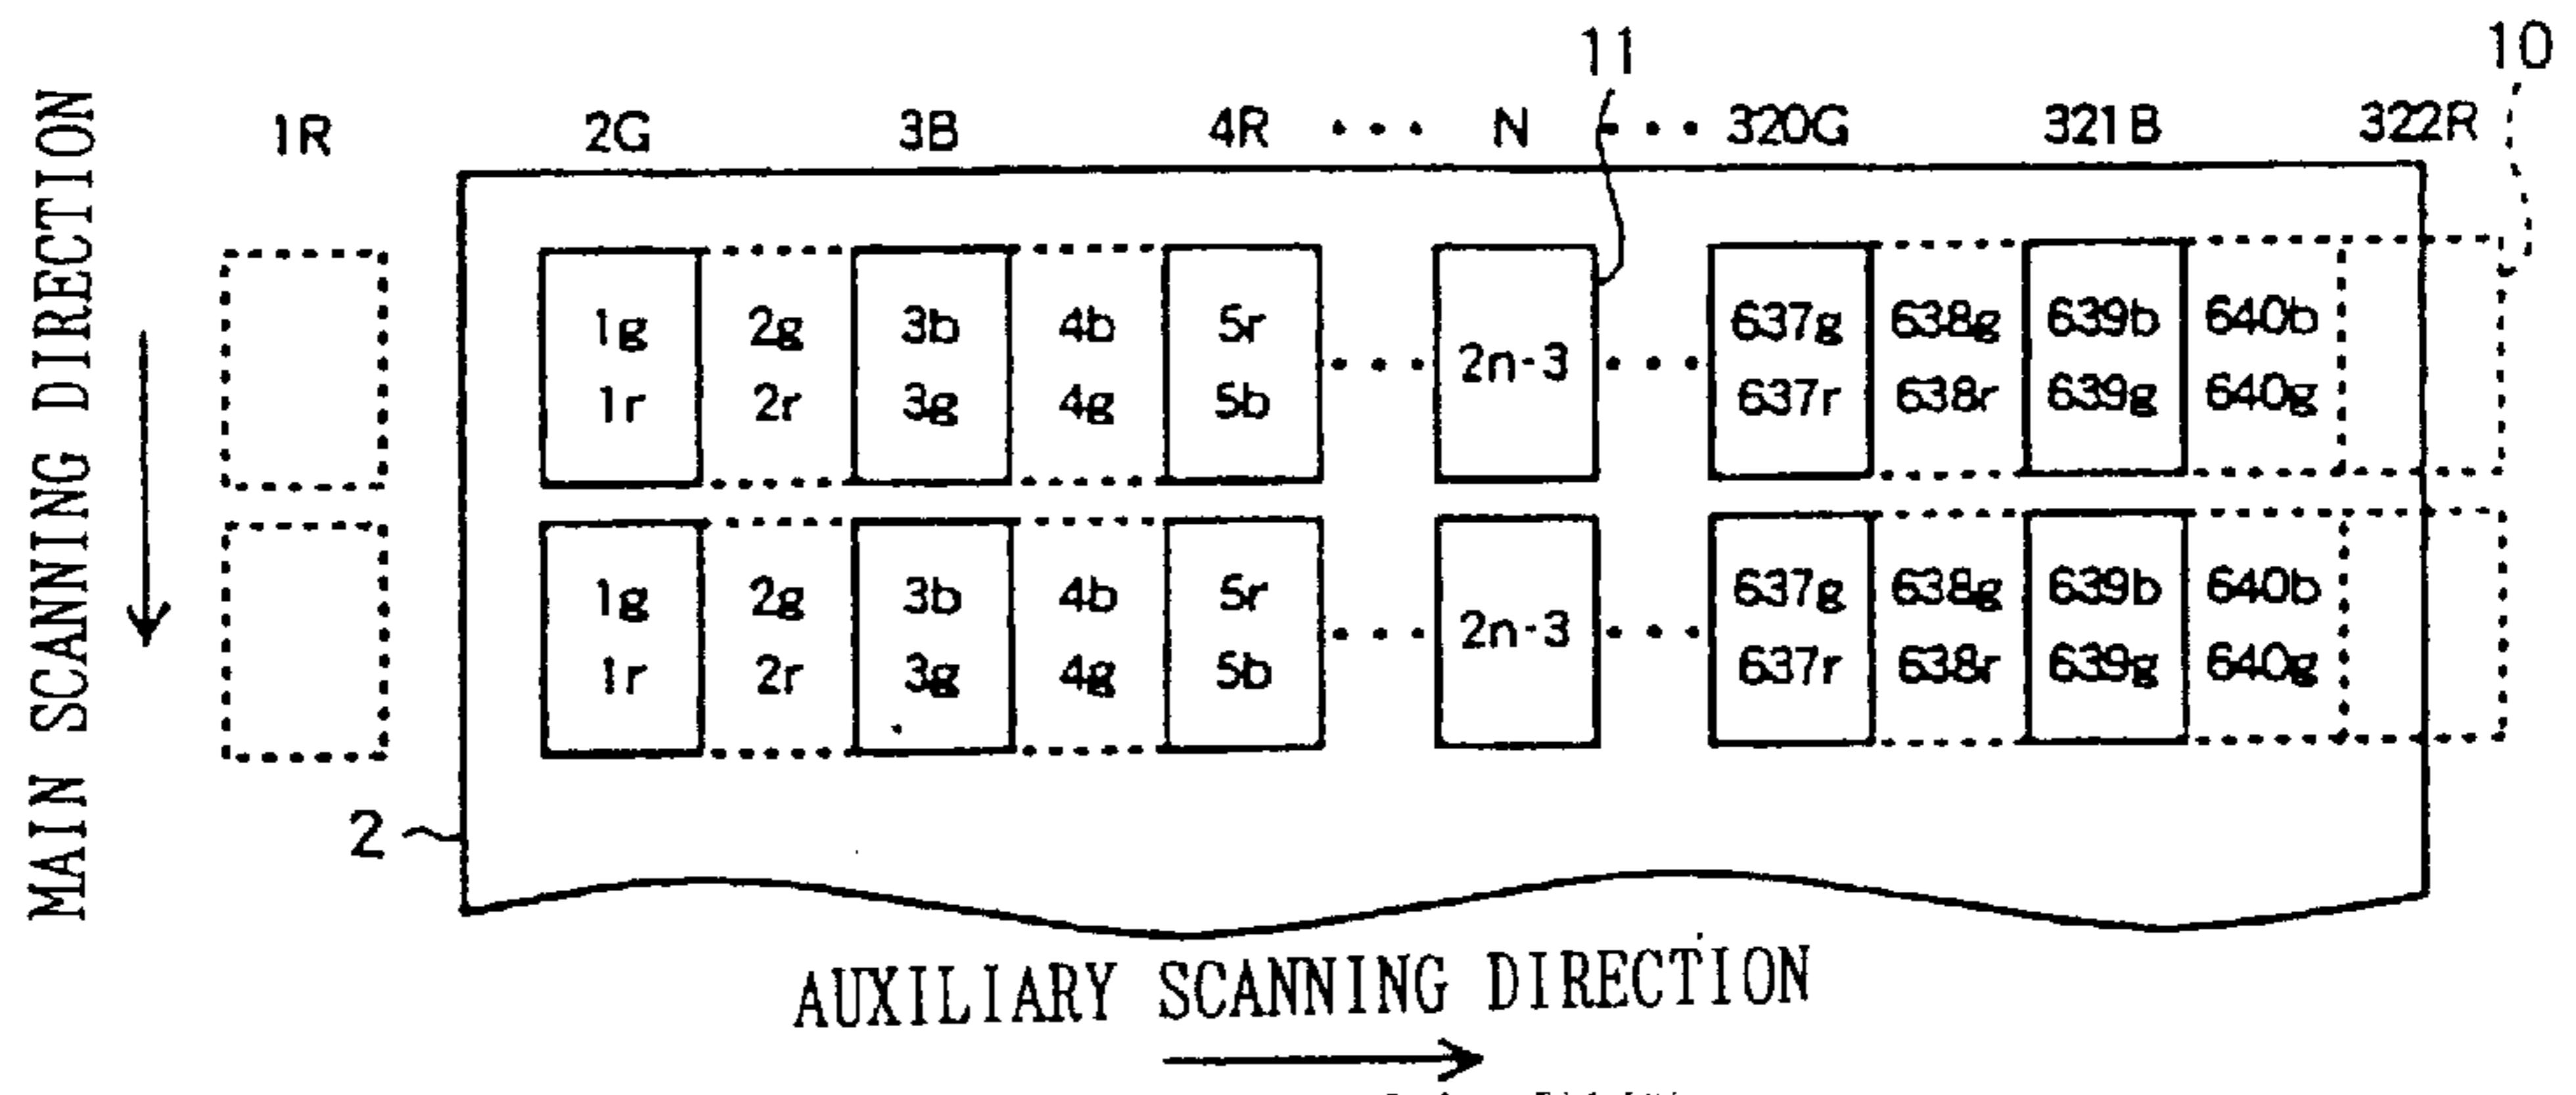 11 10
1R 2G 3B 4R ・・・ N ・・・ 320G 321B 322R
MAIN SCANNING DIRECTION
1g 2g 3b 4b 5r 637g 638g 639b 640b
・・・ 2n-3 ・・・
1r 2r 3g 4g 5b 637r 638r 639g 640g
1g 2g 3b 4b 5r 637g 638g 639b 640b
・・・ 2n-3 ・・・
1r 2r 3g 4g 5b 637r 638r 639g 640g
2
AUXILIARY SCANNING DIRECTION